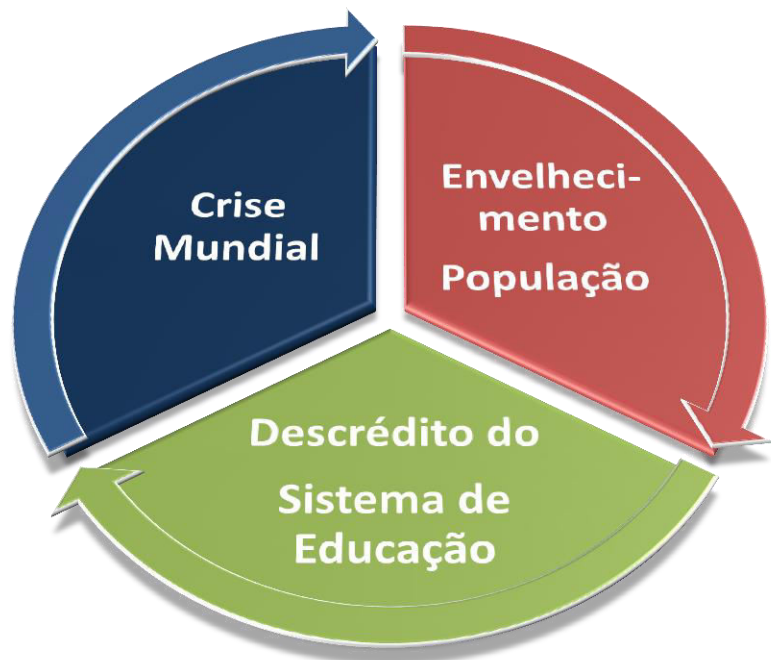 Crise
Mundial
Envelheci-
mento
População
Descrédito do
Sistema de
Educação